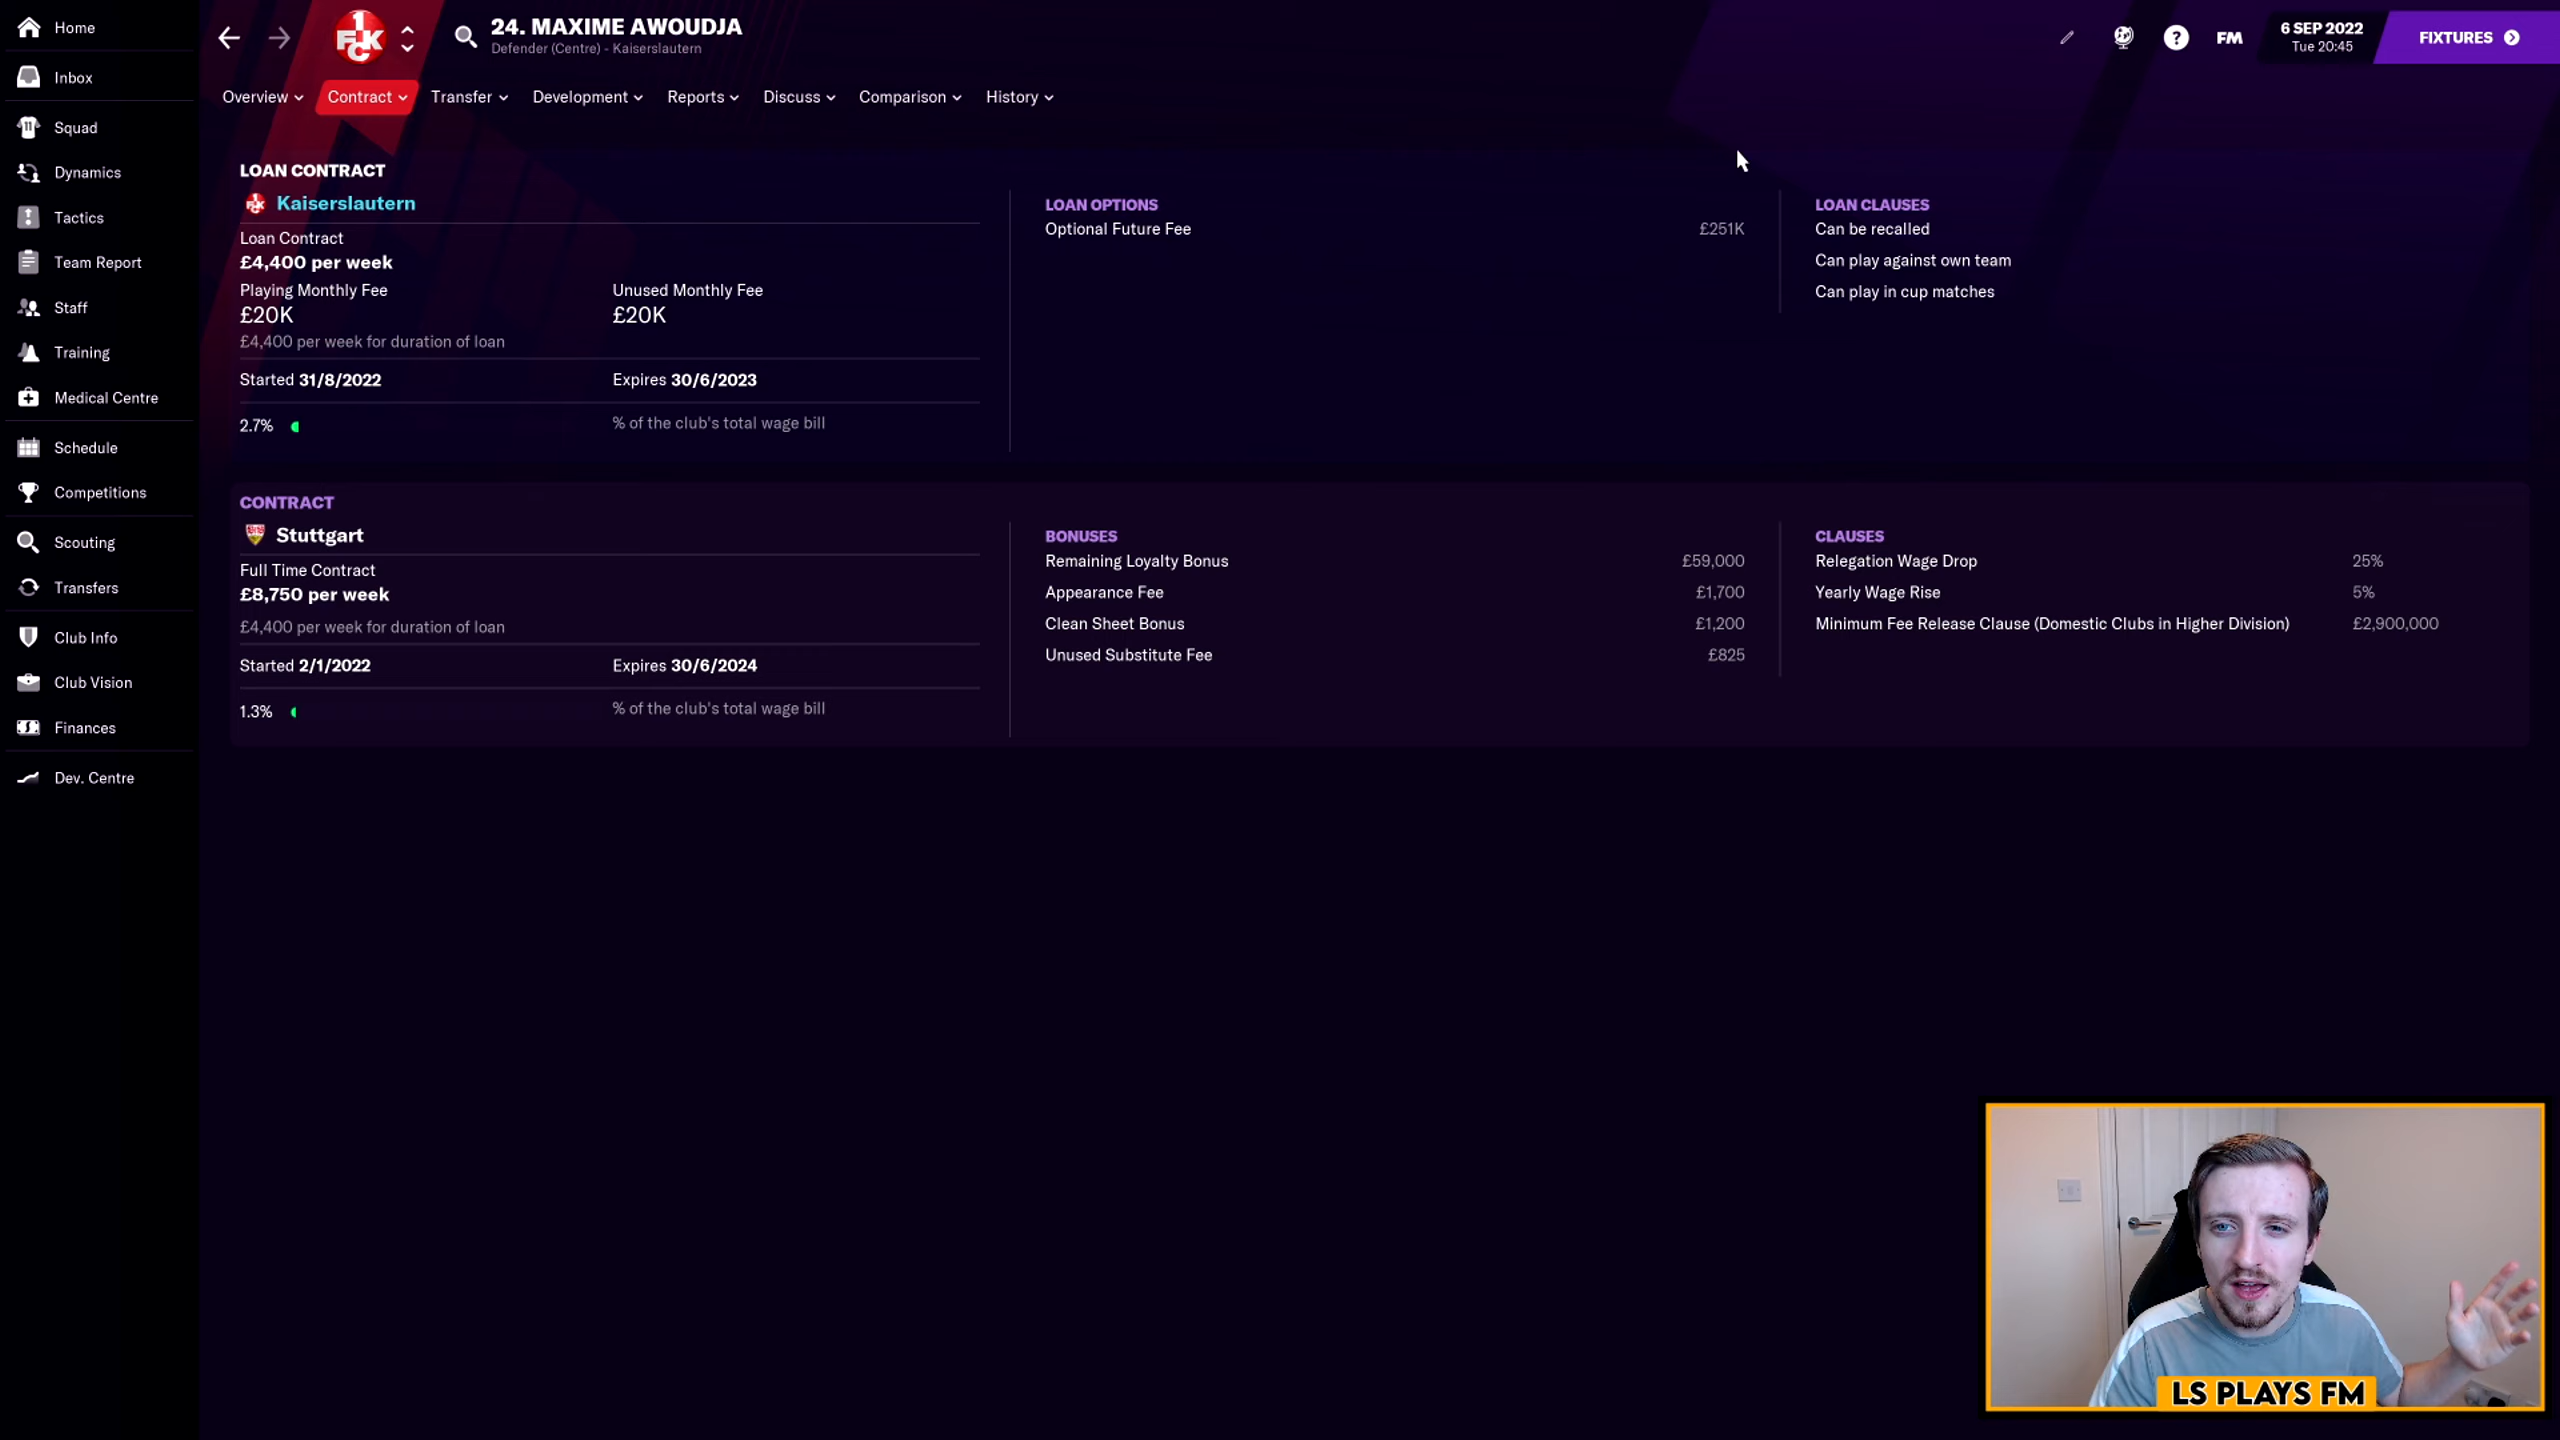 Home
Inbox
Squad
Dynamics
Tactics
Team Report
Staff
Training
Medical Centre
Schedule
Competitions
Scouting
Transfers
Club Info
Club Vision
Finances
Dev. Centre
24. MAXIME AWOUDJA
Defender (Centre) - Kaiserslautern
FM
6 SEP 2022
Tue 20:45
FIXTURES
Overview Contract Transfer Development Reports Discuss Comparison History
LOAN CONTRACT
Kaiserslautern
Loan Contract
£4,400 per week
Playing Monthly Fee Unused Monthly Fee
£20K £20K
£4,400 per week for duration of loan
Started 31/8/2022 Expires 30/6/2023
2.7% % of the club's total wage bill
LOAN OPTIONS
Optional Future Fee £251K
LOAN CLAUSES
Can be recalled
Can play against own team
Can play in cup matches
CONTRACT
Stuttgart
Full Time Contract
£8,750 per week
£4,400 per week for duration of loan
Started 2/1/2022 Expires 30/6/2024
1.3% % of the club's total wage bill
BONUSES
Remaining Loyalty Bonus £59,000
Appearance Fee £1,700
Clean Sheet Bonus £1,200
Unused Substitute Fee £825
CLAUSES
Relegation Wage Drop 25%
Yearly Wage Rise 5%
Minimum Fee Release Clause (Domestic Clubs in Higher Division) £2,900,000
LS PLAYS FM